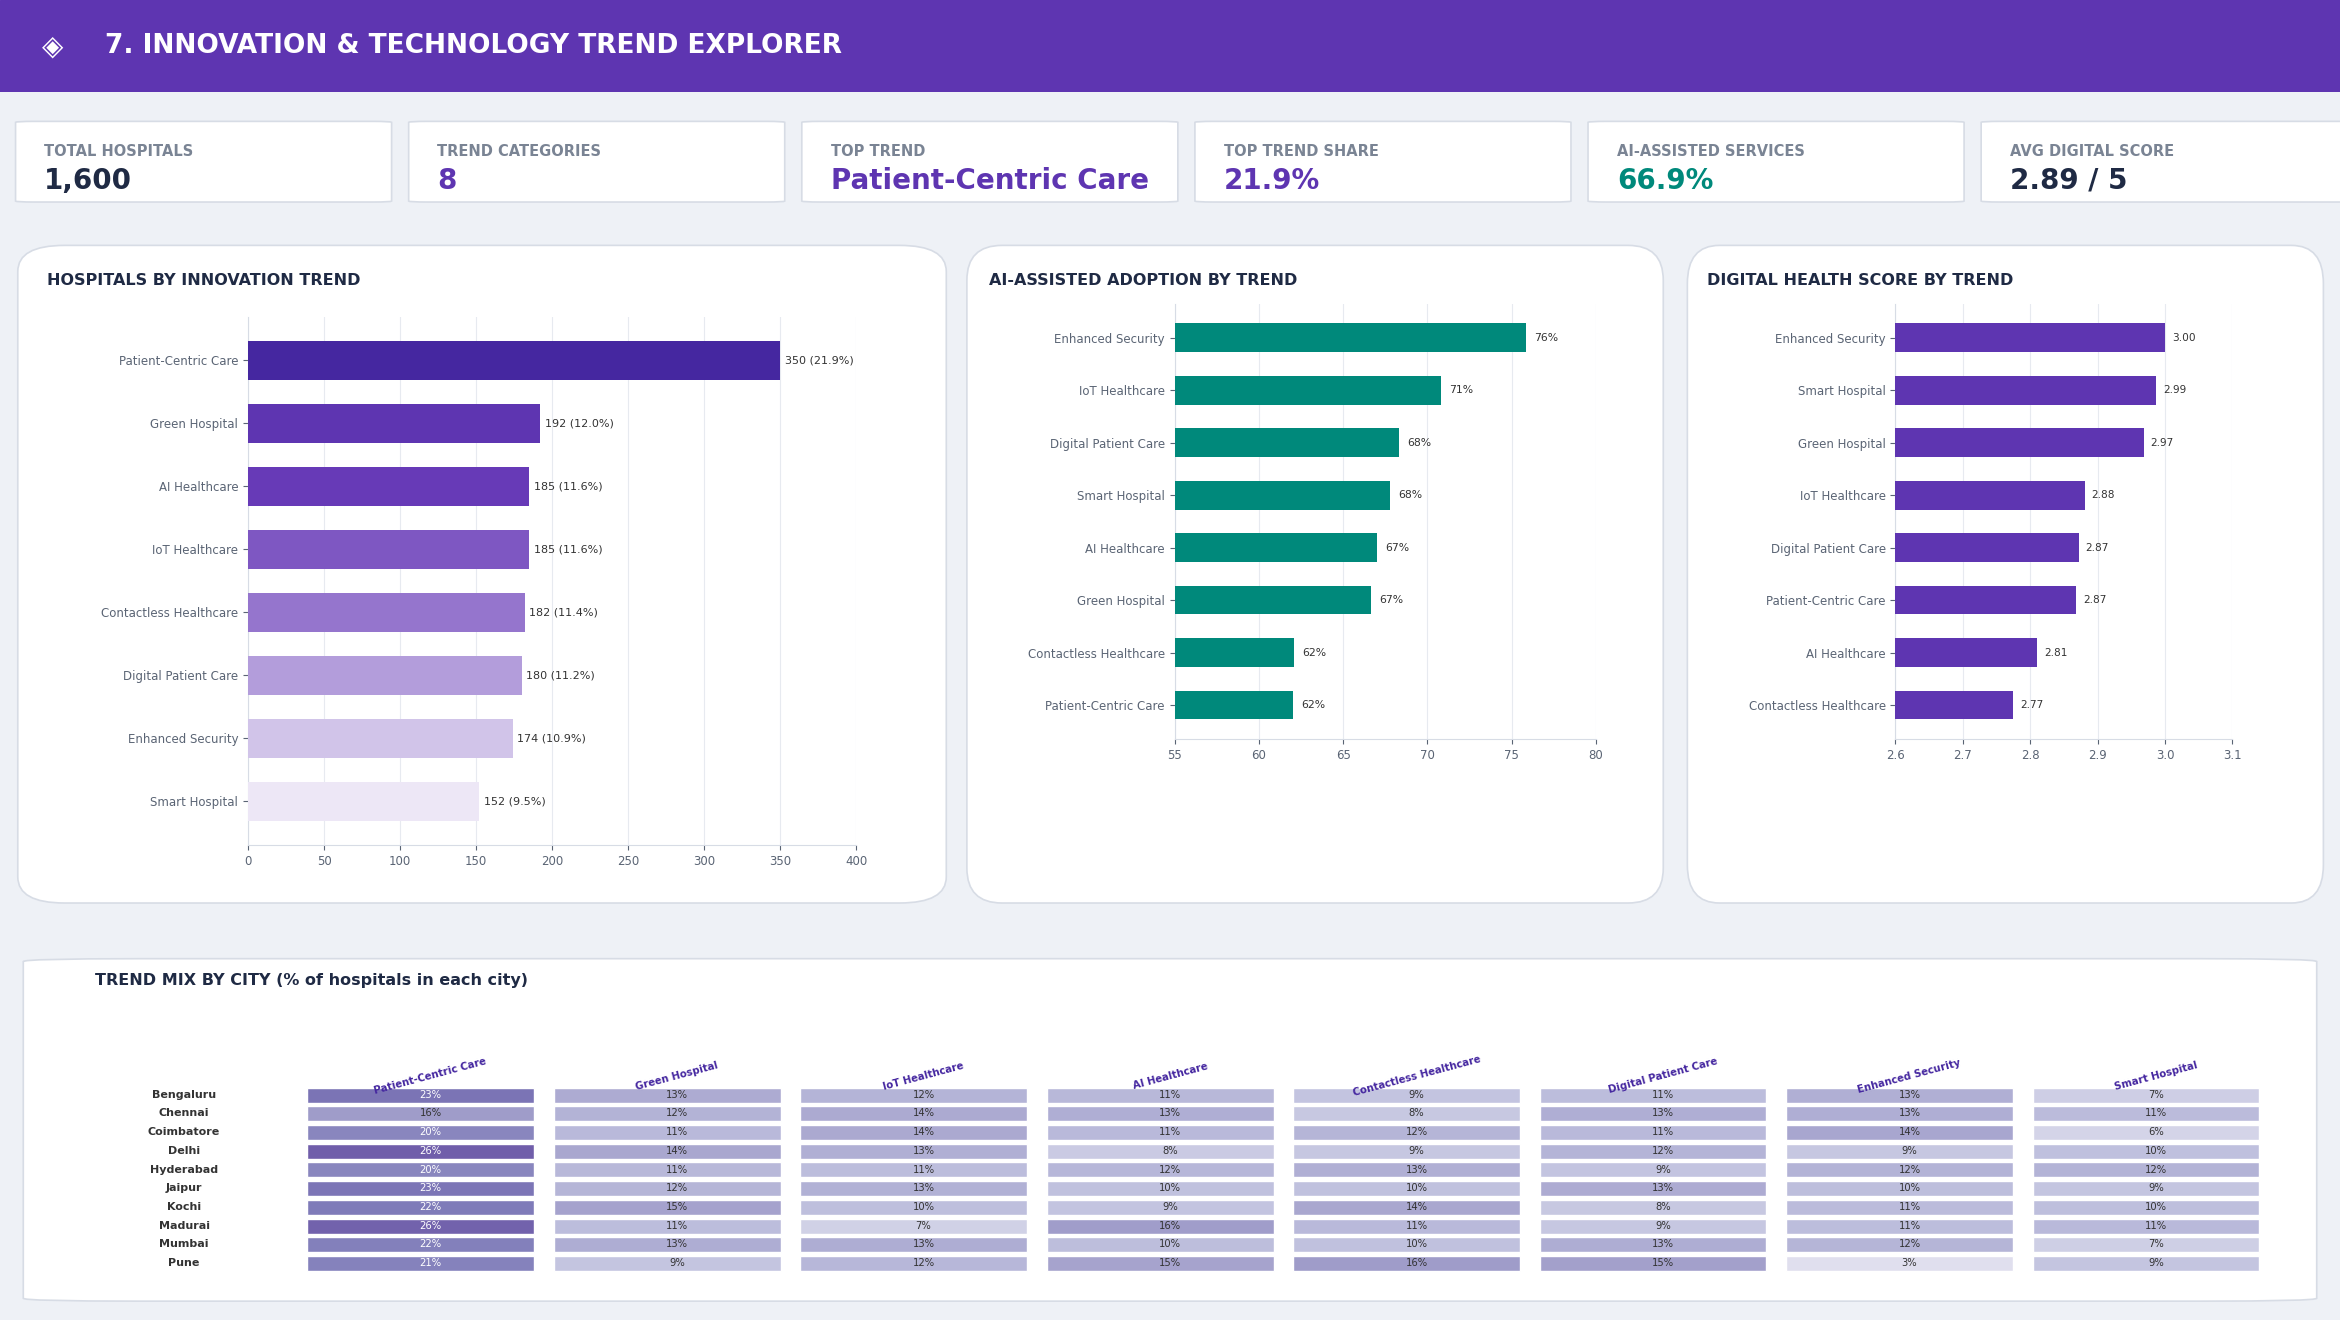 ◈ 7. INNOVATION & TECHNOLOGY TREND EXPLORER
TOTAL HOSPITALS
1,600
TREND CATEGORIES
8
TOP TREND
Patient-Centric Care
TOP TREND SHARE
21.9%
AI-ASSISTED SERVICES
66.9%
AVG DIGITAL SCORE
2.89 / 5
HOSPITALS BY INNOVATION TREND
Patient-Centric Care 350 (21.9%)
Green Hospital 192 (12.0%)
AI Healthcare 185 (11.6%)
IoT Healthcare 185 (11.6%)
Contactless Healthcare 182 (11.4%)
Digital Patient Care 180 (11.2%)
Enhanced Security 174 (10.9%)
Smart Hospital 152 (9.5%)
0 50 100 150 200 250 300 350 400
AI-ASSISTED ADOPTION BY TREND
Enhanced Security 76%
IoT Healthcare 71%
Digital Patient Care 68%
Smart Hospital 68%
AI Healthcare 67%
Green Hospital 67%
Contactless Healthcare 62%
Patient-Centric Care 62%
55 60 65 70 75 80
DIGITAL HEALTH SCORE BY TREND
Enhanced Security 3.00
Smart Hospital 2.99
Green Hospital 2.97
IoT Healthcare 2.88
Digital Patient Care 2.87
Patient-Centric Care 2.87
AI Healthcare 2.81
Contactless Healthcare 2.77
2.6 2.7 2.8 2.9 3.0 3.1
TREND MIX BY CITY (% of hospitals in each city)
Patient-Centric Care Green Hospital IoT Healthcare AI Healthcare Contactless Healthcare Digital Patient Care Enhanced Security Smart Hospital
Bengaluru 23% 13% 12% 11% 9% 11% 13% 7%
Chennai 16% 12% 14% 13% 8% 13% 13% 11%
Coimbatore 20% 11% 14% 11% 12% 11% 14% 6%
Delhi 26% 14% 13% 8% 9% 12% 9% 10%
Hyderabad 20% 11% 11% 12% 13% 9% 12% 12%
Jaipur 23% 12% 13% 10% 10% 13% 10% 9%
Kochi 22% 15% 10% 9% 14% 8% 11% 10%
Madurai 26% 11% 7% 16% 11% 9% 11% 11%
Mumbai 22% 13% 13% 10% 10% 13% 12% 7%
Pune 21% 9% 12% 15% 16% 15% 3% 9%